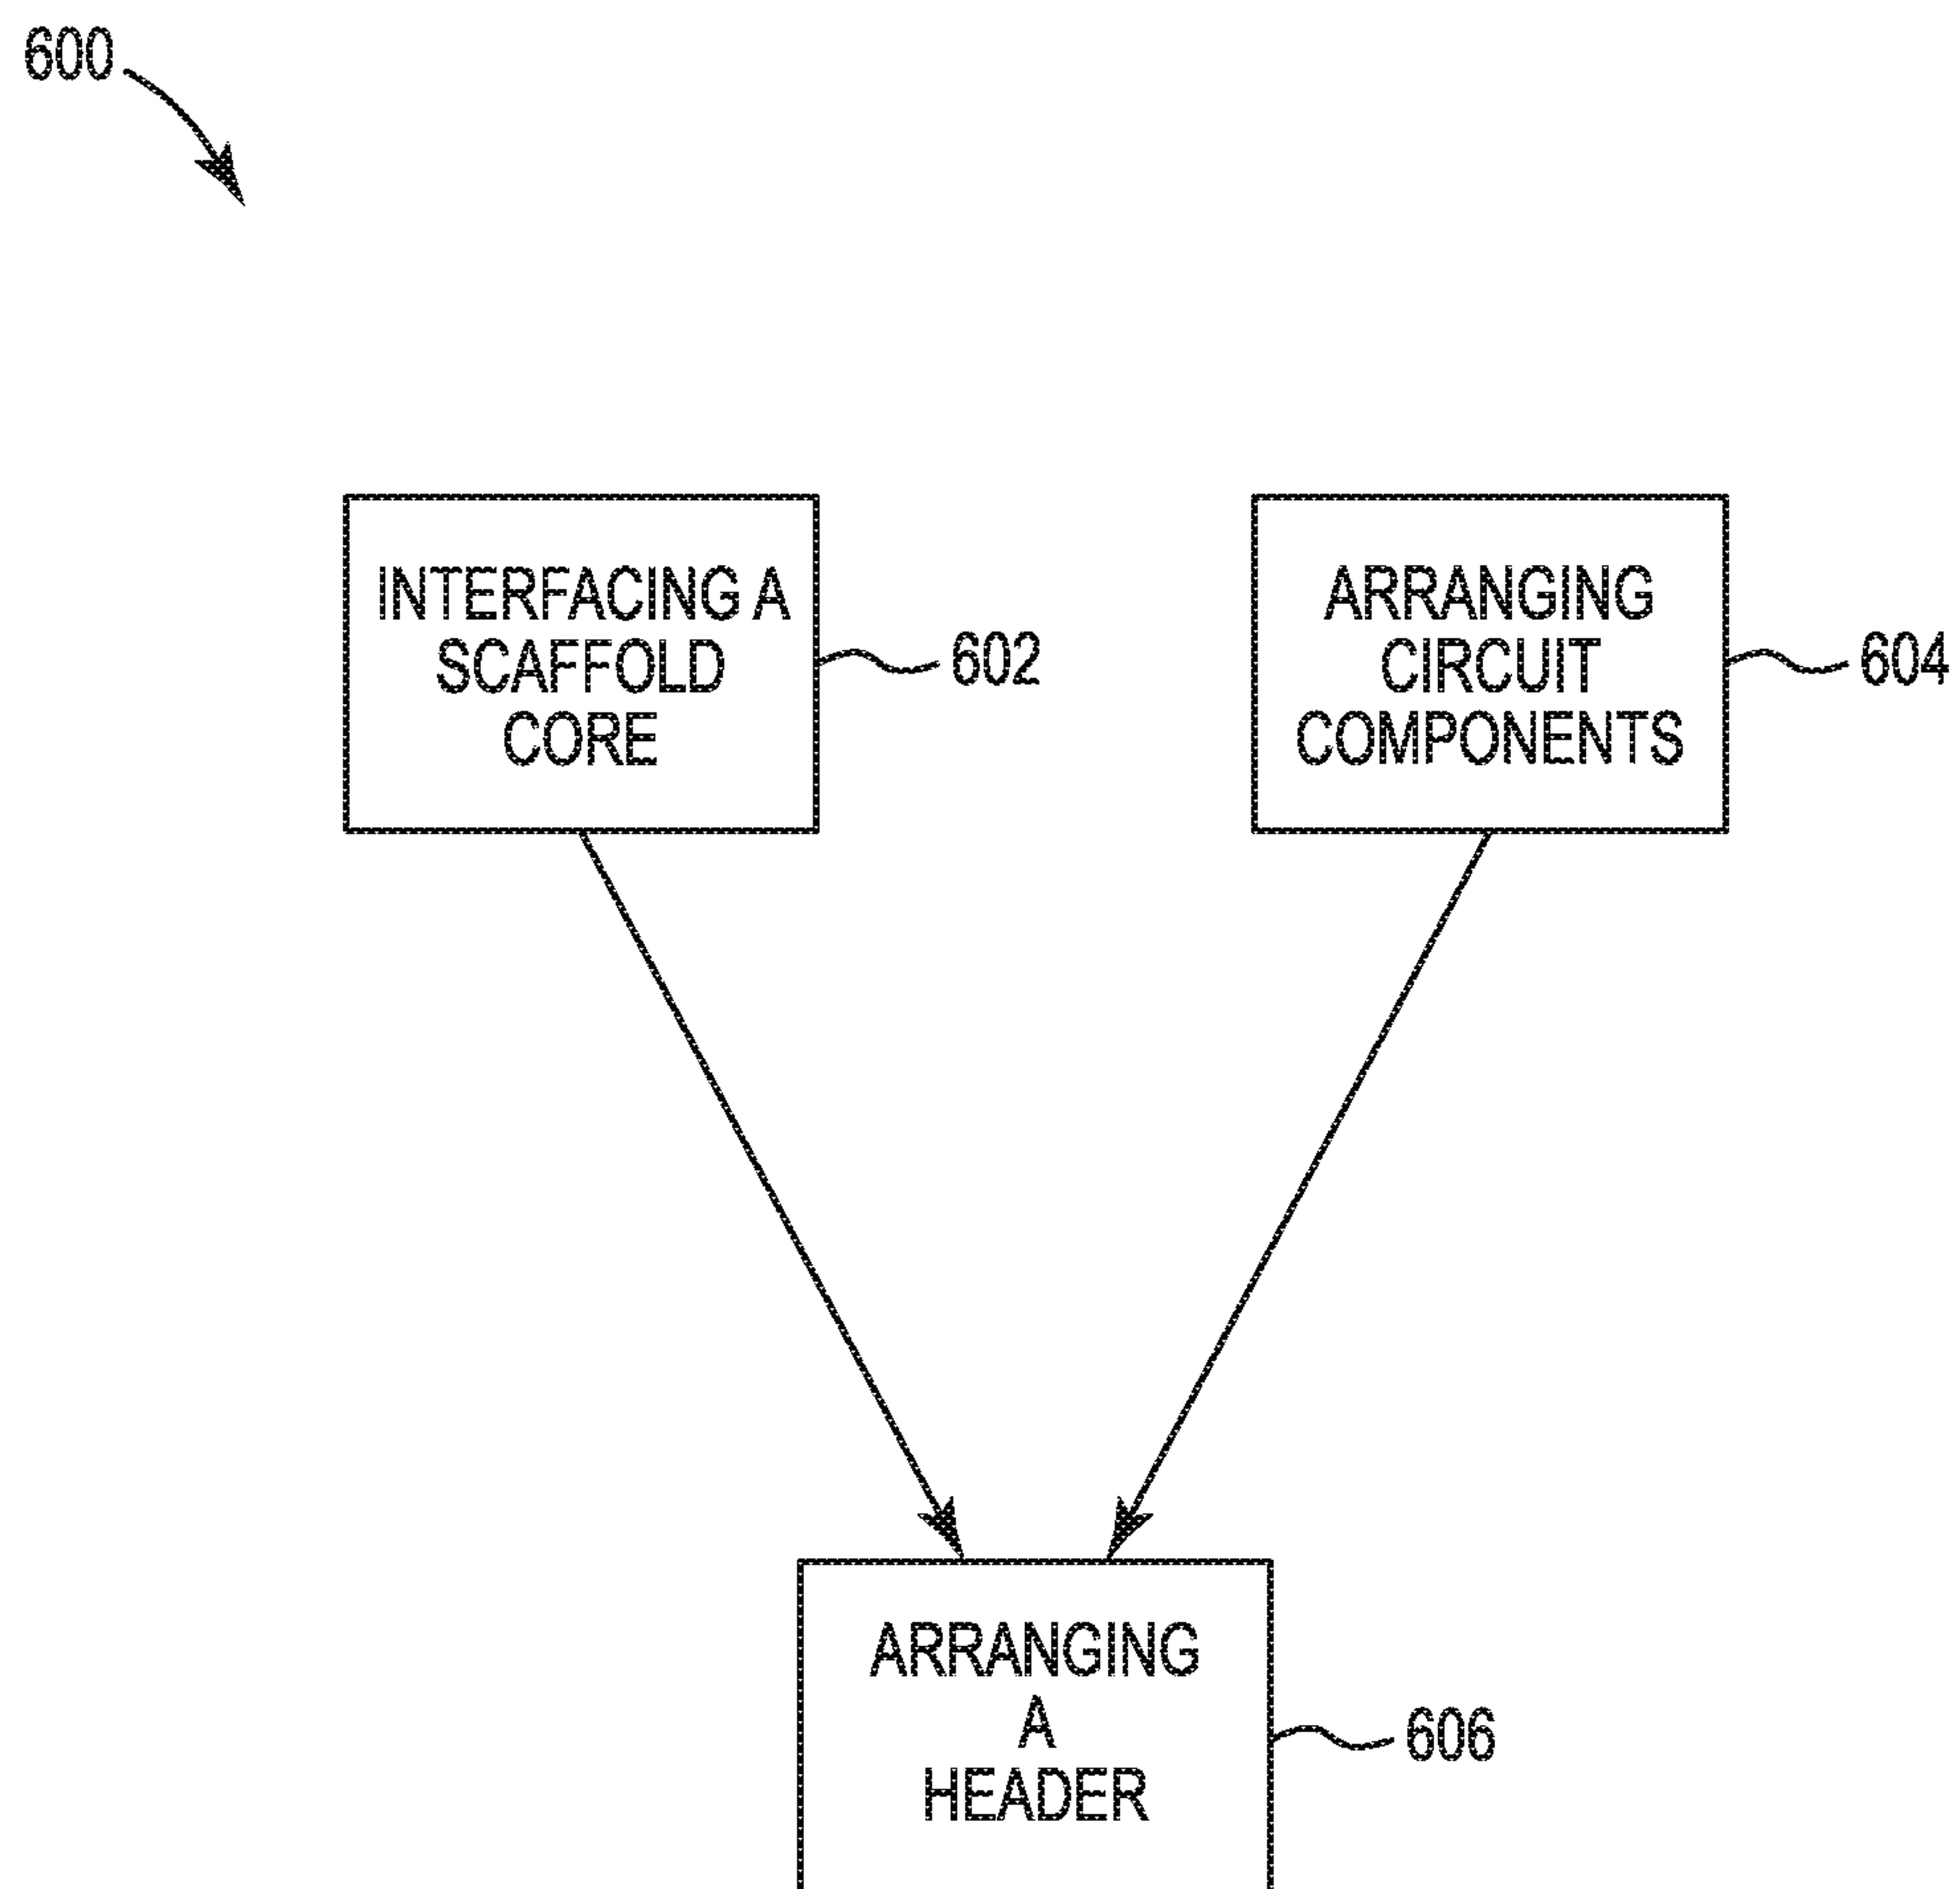 600
INTERFACING A
SCAFFOLD
CORE
602
ARRANGING
CIRCUIT
COMPONENTS
604
ARRANGING
A
HEADER
606